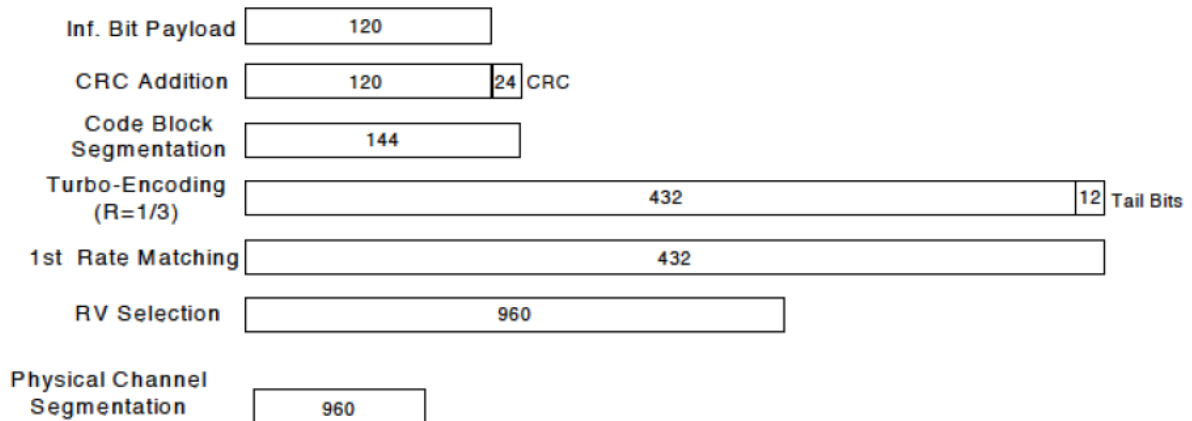 Inf. Bit Payload 120
CRC Addition 120 24 CRC
Code Block
Segmentation 144
Turbo-Encoding
(R=1/3) 432 12 Tail Bits
1st Rate Matching 432
RV Selection 960
Physical Channel
Segmentation 960